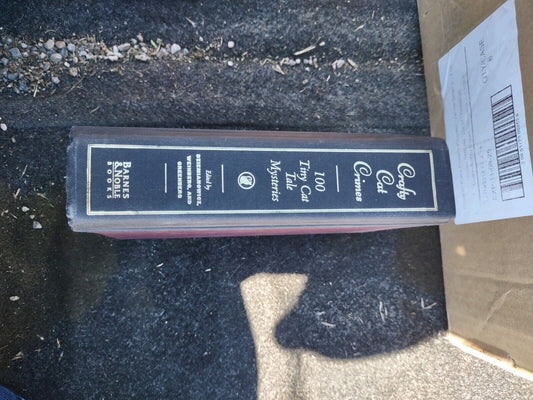 Crafty
Cat
Crimes
100
Tiny Cat
Tale
Mysteries
Edited by
DZIEMIANOWICZ,
WEINBERG, AND
GREENBERG
BARNES
& NOBLE
BOOKS